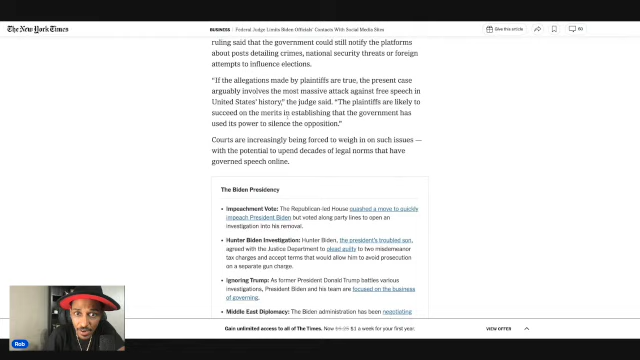 The New York Times
BUSINESS | Federal Judge Limits Biden Officials' Contacts With Social Media Sites
Give this article
60
ruling said that the government could still notify the platforms
about posts detailing crimes, national security threats or foreign
attempts to influence elections.
“If the allegations made by plaintiffs are true, the present case
arguably involves the most massive attack against free speech in
United States’ history,” the judge said. “The plaintiffs are likely to
succeed on the merits in establishing that the government has
used its power to silence the opposition.”
Courts are increasingly being forced to weigh in on such issues —
with the potential to upend decades of legal norms that have
governed speech online.
The Biden Presidency
• Impeachment Vote: The Republican-led House quashed a move to quickly
impeach President Biden but voted along party lines to open an
investigation into his removal.
• Hunter Biden Investigation: Hunter Biden, the president’s troubled son,
agreed with the Justice Department to plead guilty to two misdemeanor
tax charges and accept terms that would allow him to avoid prosecution
on a separate gun charge.
• Ignoring Trump: As former President Donald Trump battles various
investigations, President Biden and his team are focused on the business
of governing.
• Middle East Diplomacy: The Biden administration has been negotiating
Gain unlimited access to all of The Times. Now $6.25 $1 a week for your first year.
VIEW OFFER
Rob